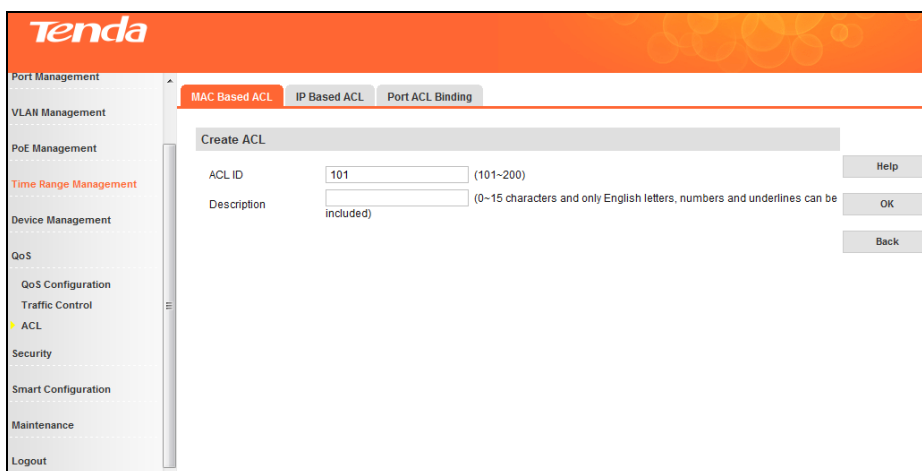 Tenda
Port Management
VLAN Management
PoE Management
Time Range Management
Device Management
QoS
QoS Configuration
Traffic Control
ACL
Security
Smart Configuration
Maintenance
Logout
MAC Based ACL IP Based ACL Port ACL Binding
Create ACL
ACL ID 101 (101~200)
Description (0~15 characters and only English letters, numbers and underlines can be
included)
Help
OK
Back